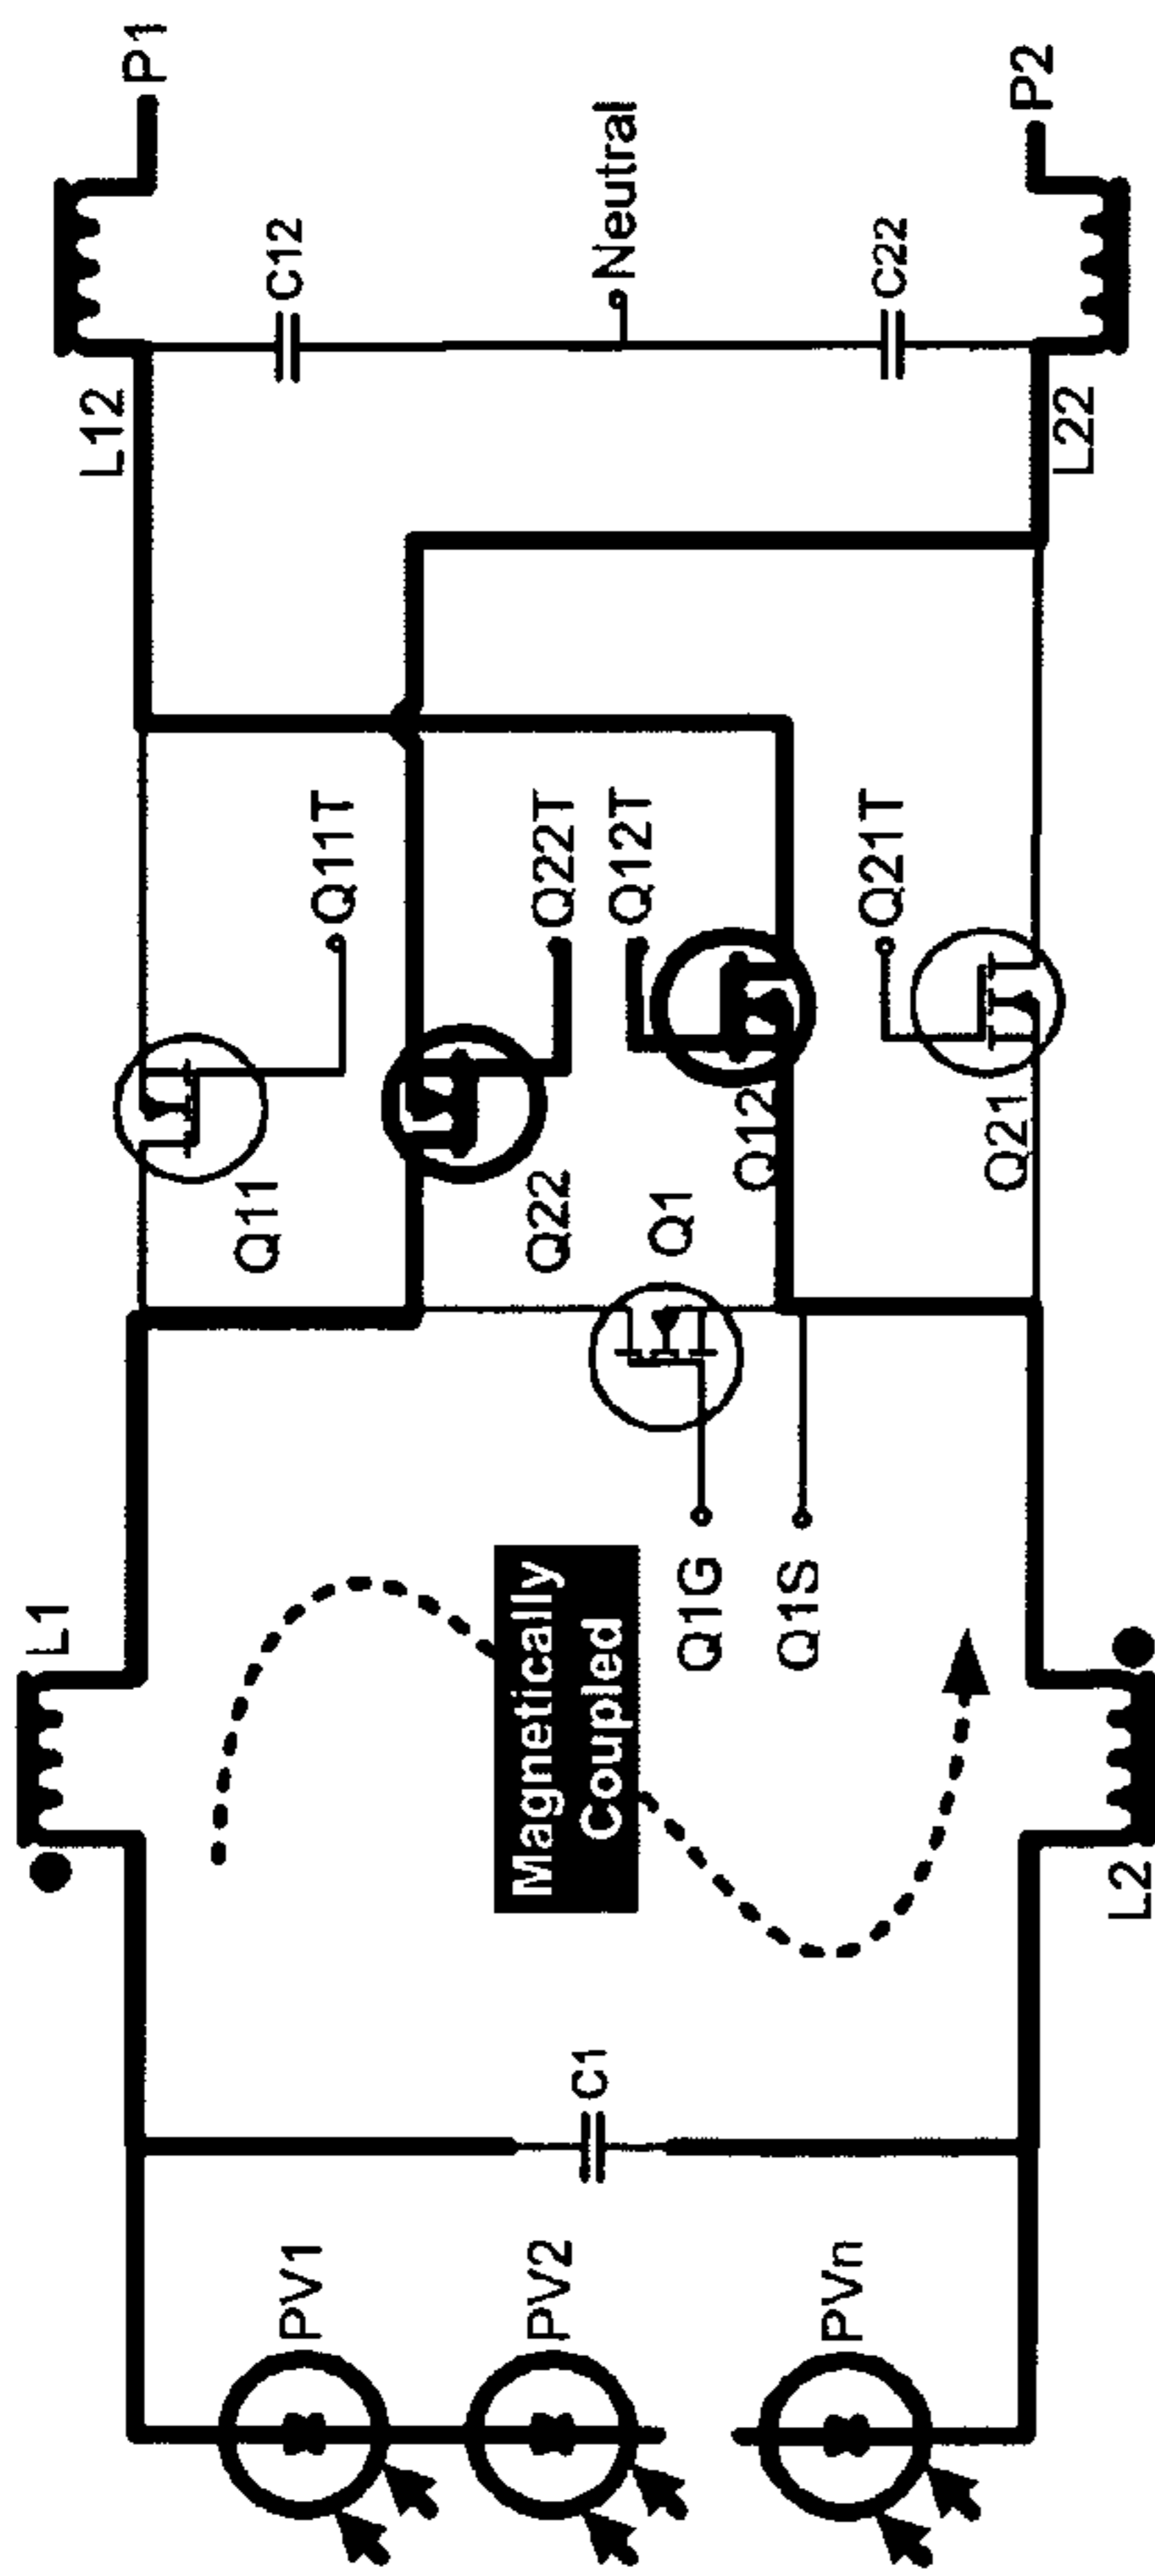 L1
L12
P1
Q11
Q11T
C12
PV1
Q22
Q22T
PV2
C1
Magnetically
Coupled
Q1
Q12T
Neutral
Q1G
Q12
Q1S
PVn
Q21T
C22
Q21
L2
L22
P2